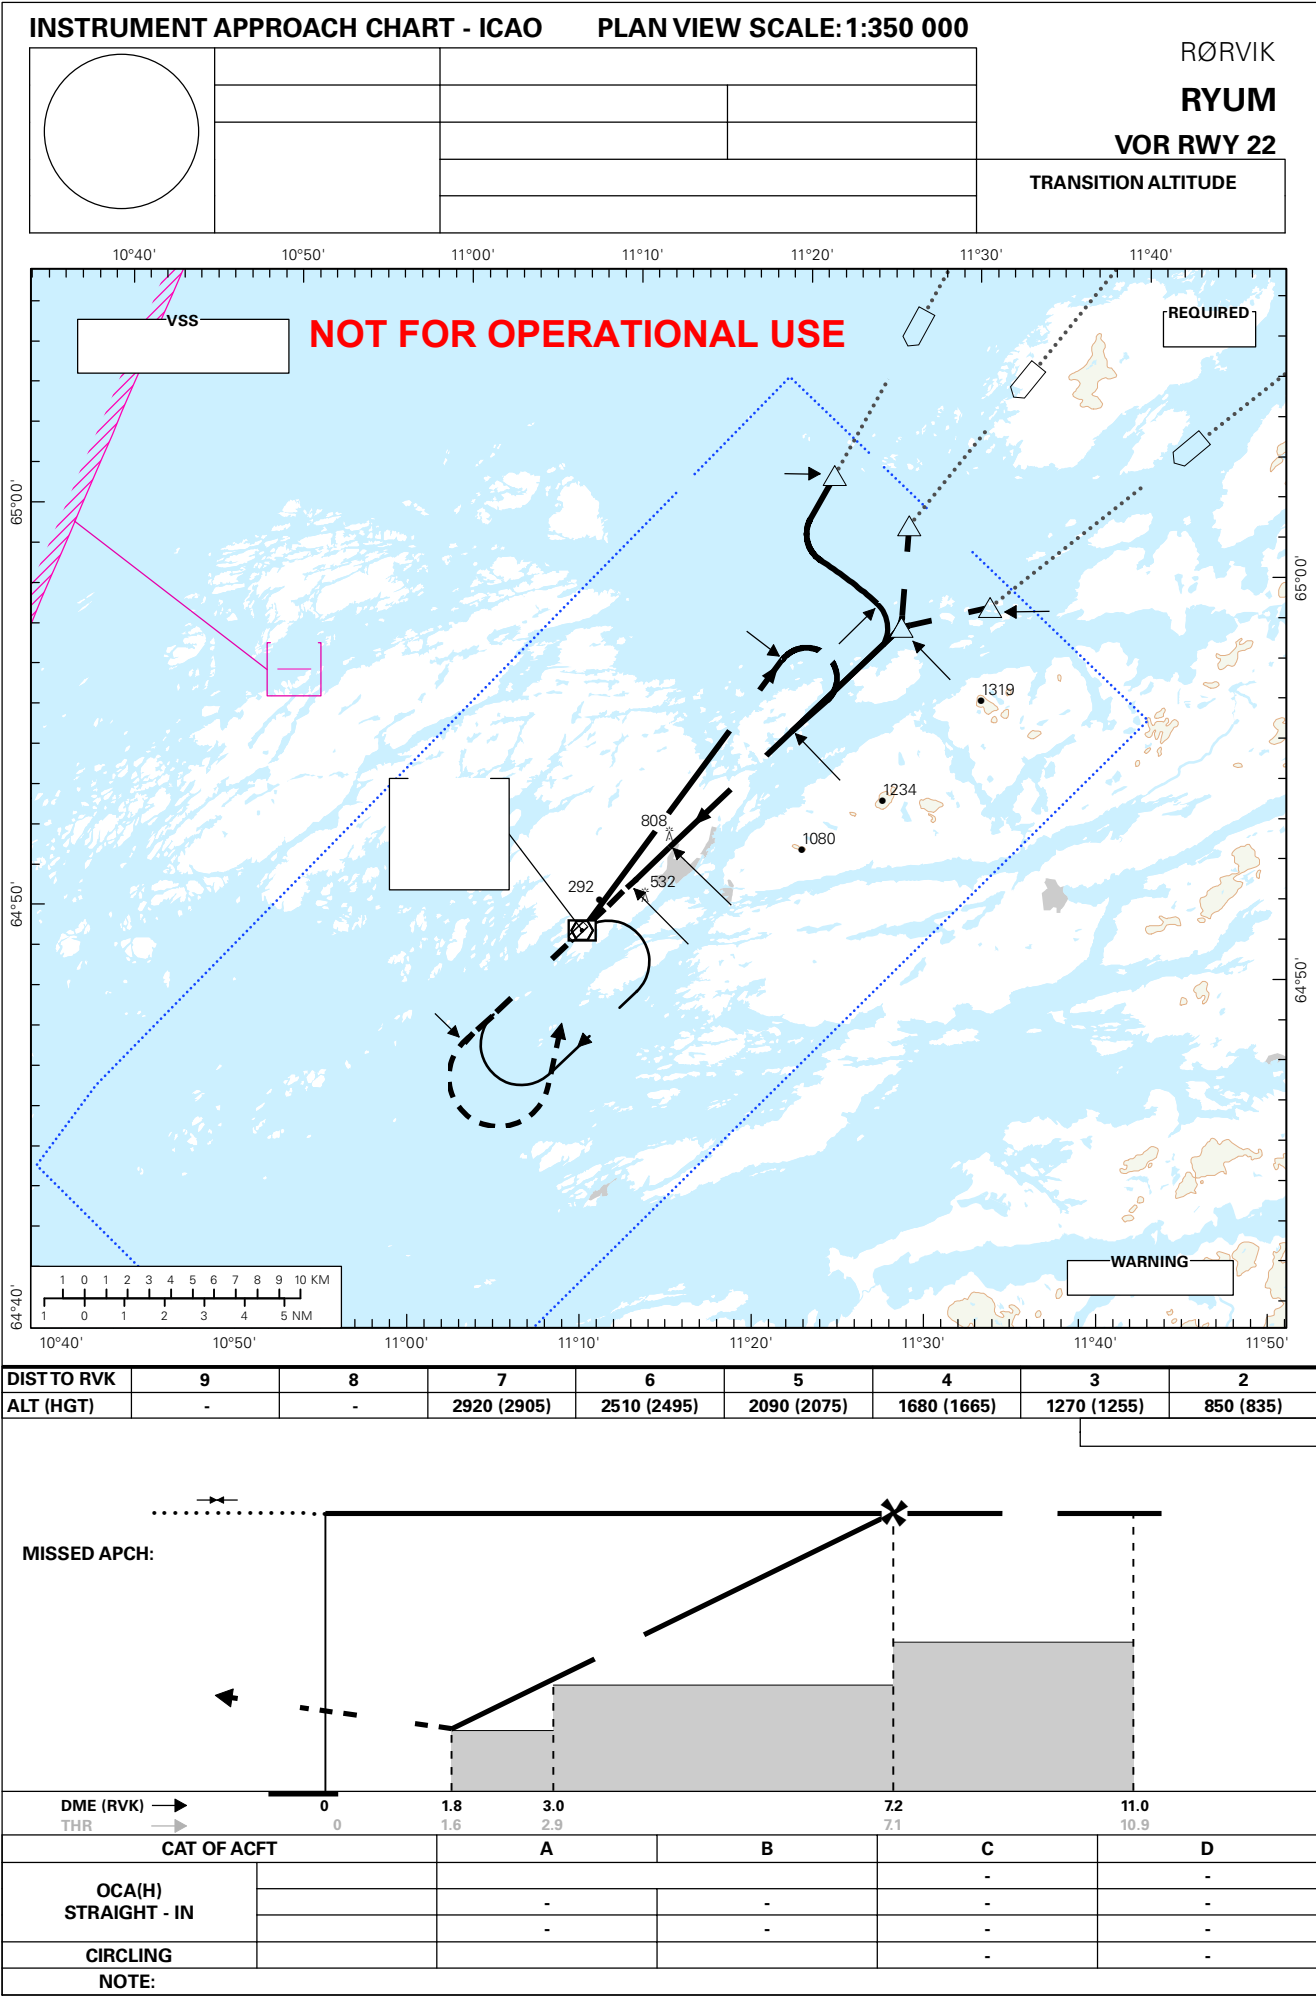 INSTRUMENT APPROACH CHART - ICAO PLAN VIEW SCALE: 1:350 000
RØRVIK
RYUM
VOR RWY 22
TRANSITION ALTITUDE
10°40' 10°50' 11°00' 11°10' 11°20' 11°30' 11°40'
VSS
NOT FOR OPERATIONAL USE
REQUIRED
65°00'
65°00'
1319
1234
808
1080
292
532
64°50'
64°50'
WARNING
1 0 1 2 3 4 5 6 7 8 9 10 KM
1 0 1 2 3 4 5 NM
64°40'
10°40' 10°50' 11°00' 11°10' 11°20' 11°30' 11°40' 11°50'
DIST TO RVK 9 8 7 6 5 4 3 2
ALT (HGT) - - 2920 (2905) 2510 (2495) 2090 (2075) 1680 (1665) 1270 (1255) 850 (835)
MISSED APCH:
DME (RVK) 0 1.8 3.0 7.2 11.0
THR 0 1.6 2.9 7.1 10.9
CAT OF ACFT A B C D
OCA(H)
STRAIGHT - IN
- -
- - - -
- - - -
CIRCLING - -
NOTE: